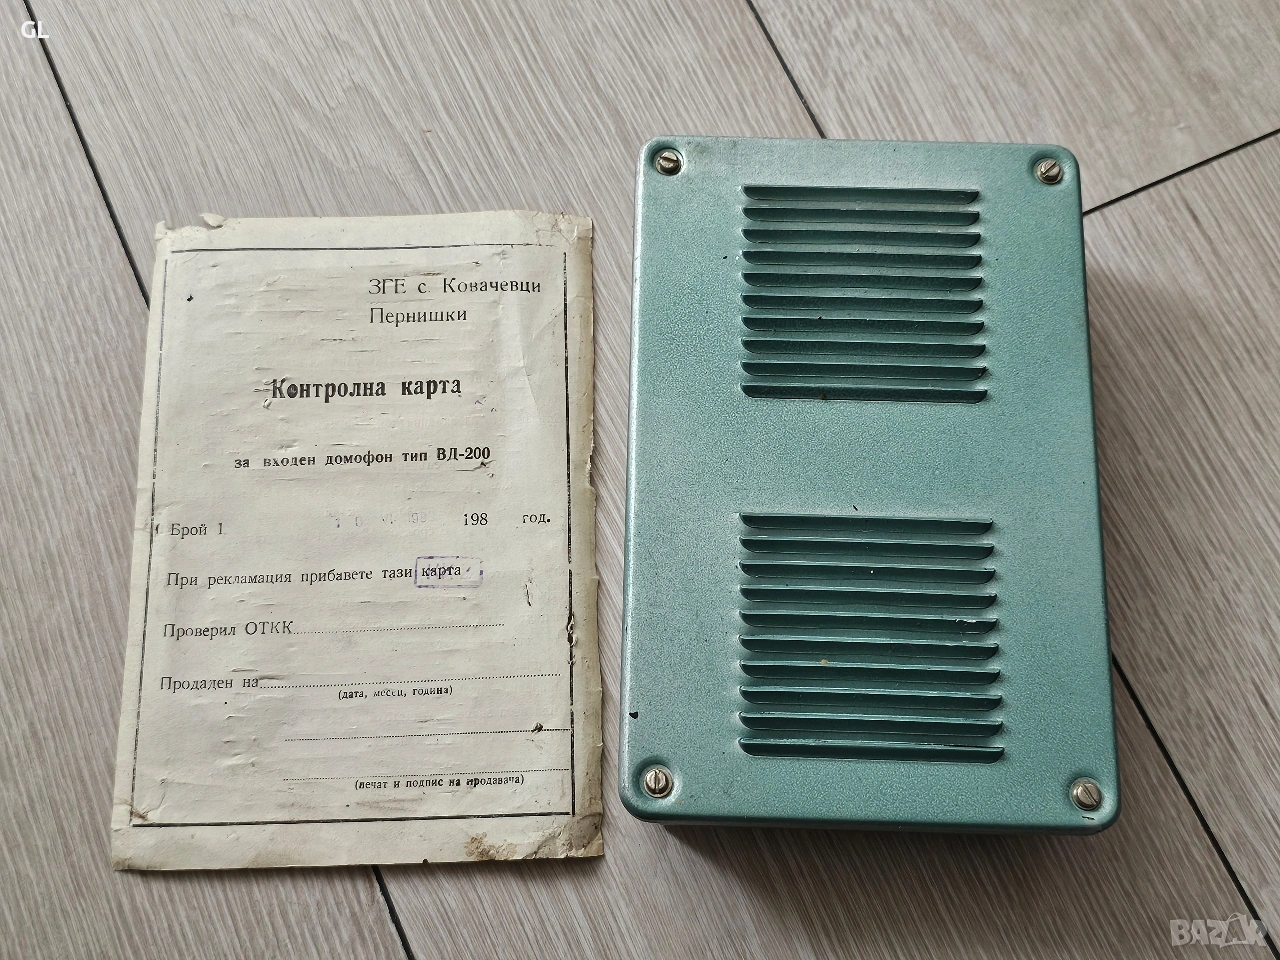 GL
ЗГЕ с. Ковачевци
Пернишки
Контролна карта
за входен домофон тип ВД-200
Брой 1
198 год.
При рекламация прибавете тази карта
Проверил ОТКК
Продаден на
(дата, месец, година)
(печат и подпис на продавача)
BAZAR